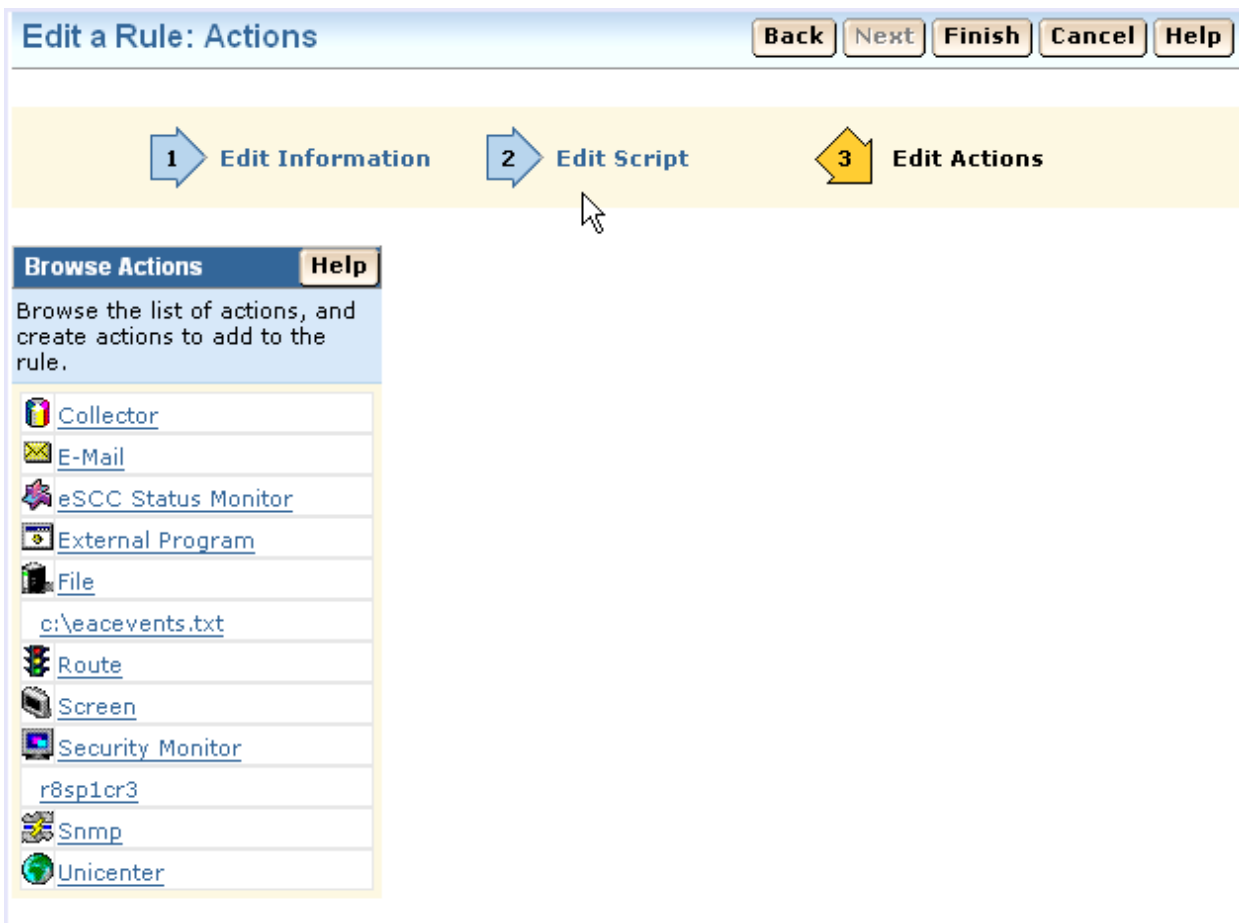 Edit a Rule: Actions
Back Next Finish Cancel Help
1 Edit Information 2 Edit Script 3 Edit Actions
Browse Actions Help
Browse the list of actions, and
create actions to add to the
rule.
Collector
E-Mail
eSCC Status Monitor
External Program
File
c:\eacevents.txt
Route
Screen
Security Monitor
r8sp1cr3
Snmp
Unicenter